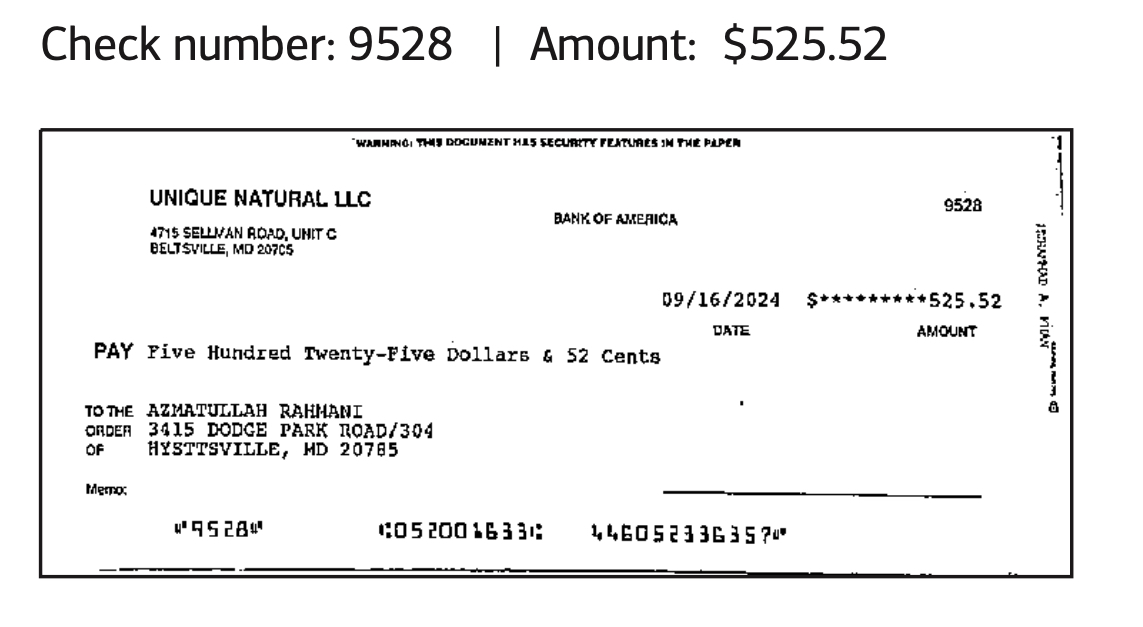 Check number: 9528 | Amount: $525.52
WARNING: THIS DOCUMENT HAS SECURITY FEATURES IN THE PAPER
UNIQUE NATURAL LLC
9528
BANK OF AMERICA
4715 SELLMAN ROAD, UNIT C
BELTSVILLE, MD 20705
09/16/2024 $*********525.52
DATE AMOUNT
PAY Five Hundred Twenty-Five Dollars & 52 Cents
TO THE AZMATULLAH RAHMANI
ORDER 3415 DODGE PARK ROAD/304
OF HYSTTSVILLE, MD 20785
Memo:
⑈9528⑈ ⑆052001633⑆ 446052336357⑈